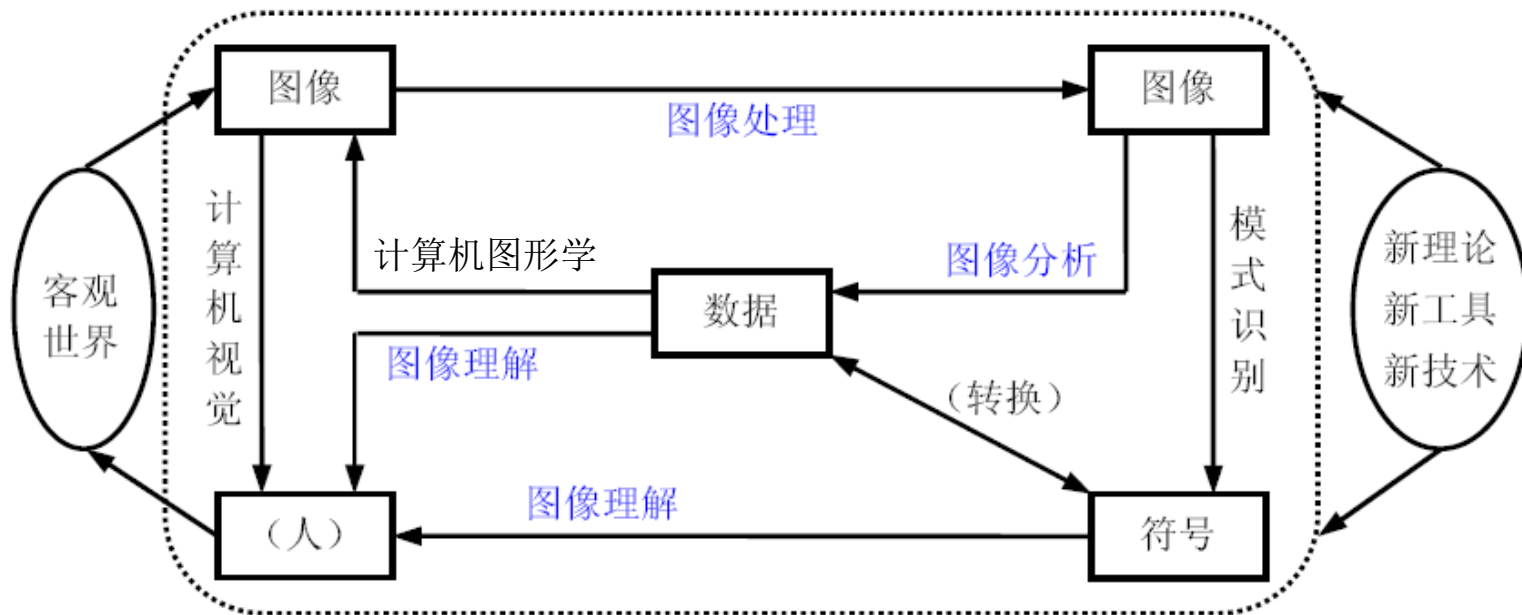 图像
图像
图像处理
计算机视觉
计算机图形学
图像分析
模式识别
客观
世界
数据
新理论
新工具
新技术
图像理解
（转换）
图像理解
（人）
符号